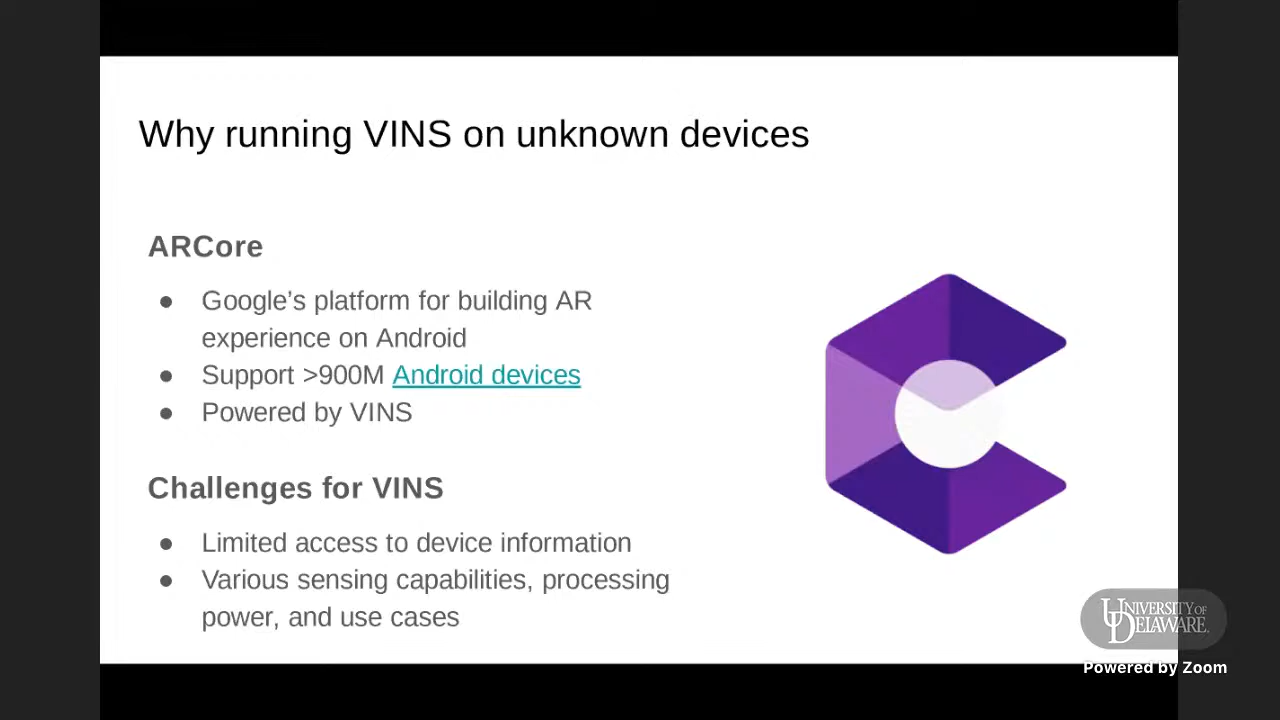 Why running VINS on unknown devices
ARCore
● Google’s platform for building AR
experience on Android
● Support >900M Android devices
● Powered by VINS
Challenges for VINS
● Limited access to device information
● Various sensing capabilities, processing
power, and use cases
UNIVERSITY OF
DELAWARE.
Powered by Zoom